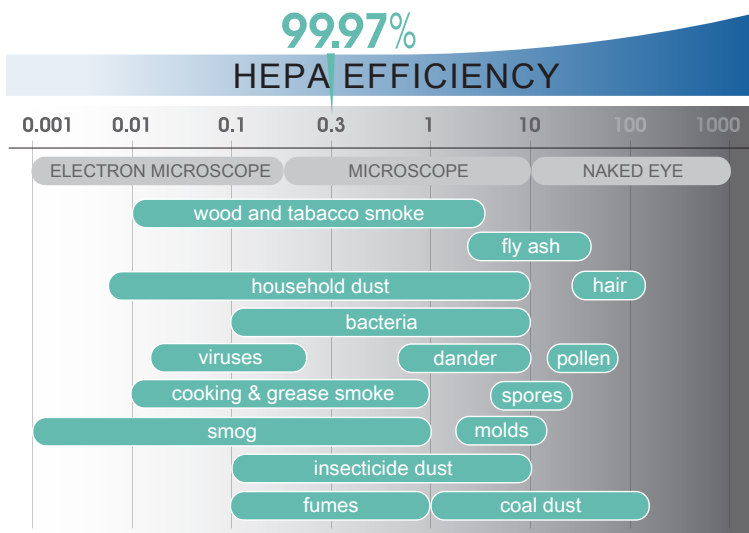 99.97%
HEPA EFFICIENCY
0.001 0.01 0.1 0.3 1 10 100 1000
ELECTRON MICROSCOPE MICROSCOPE NAKED EYE
wood and tabacco smoke
fly ash
household dust hair
bacteria
viruses dander pollen
cooking & grease smoke spores
smog molds
insecticide dust
fumes coal dust